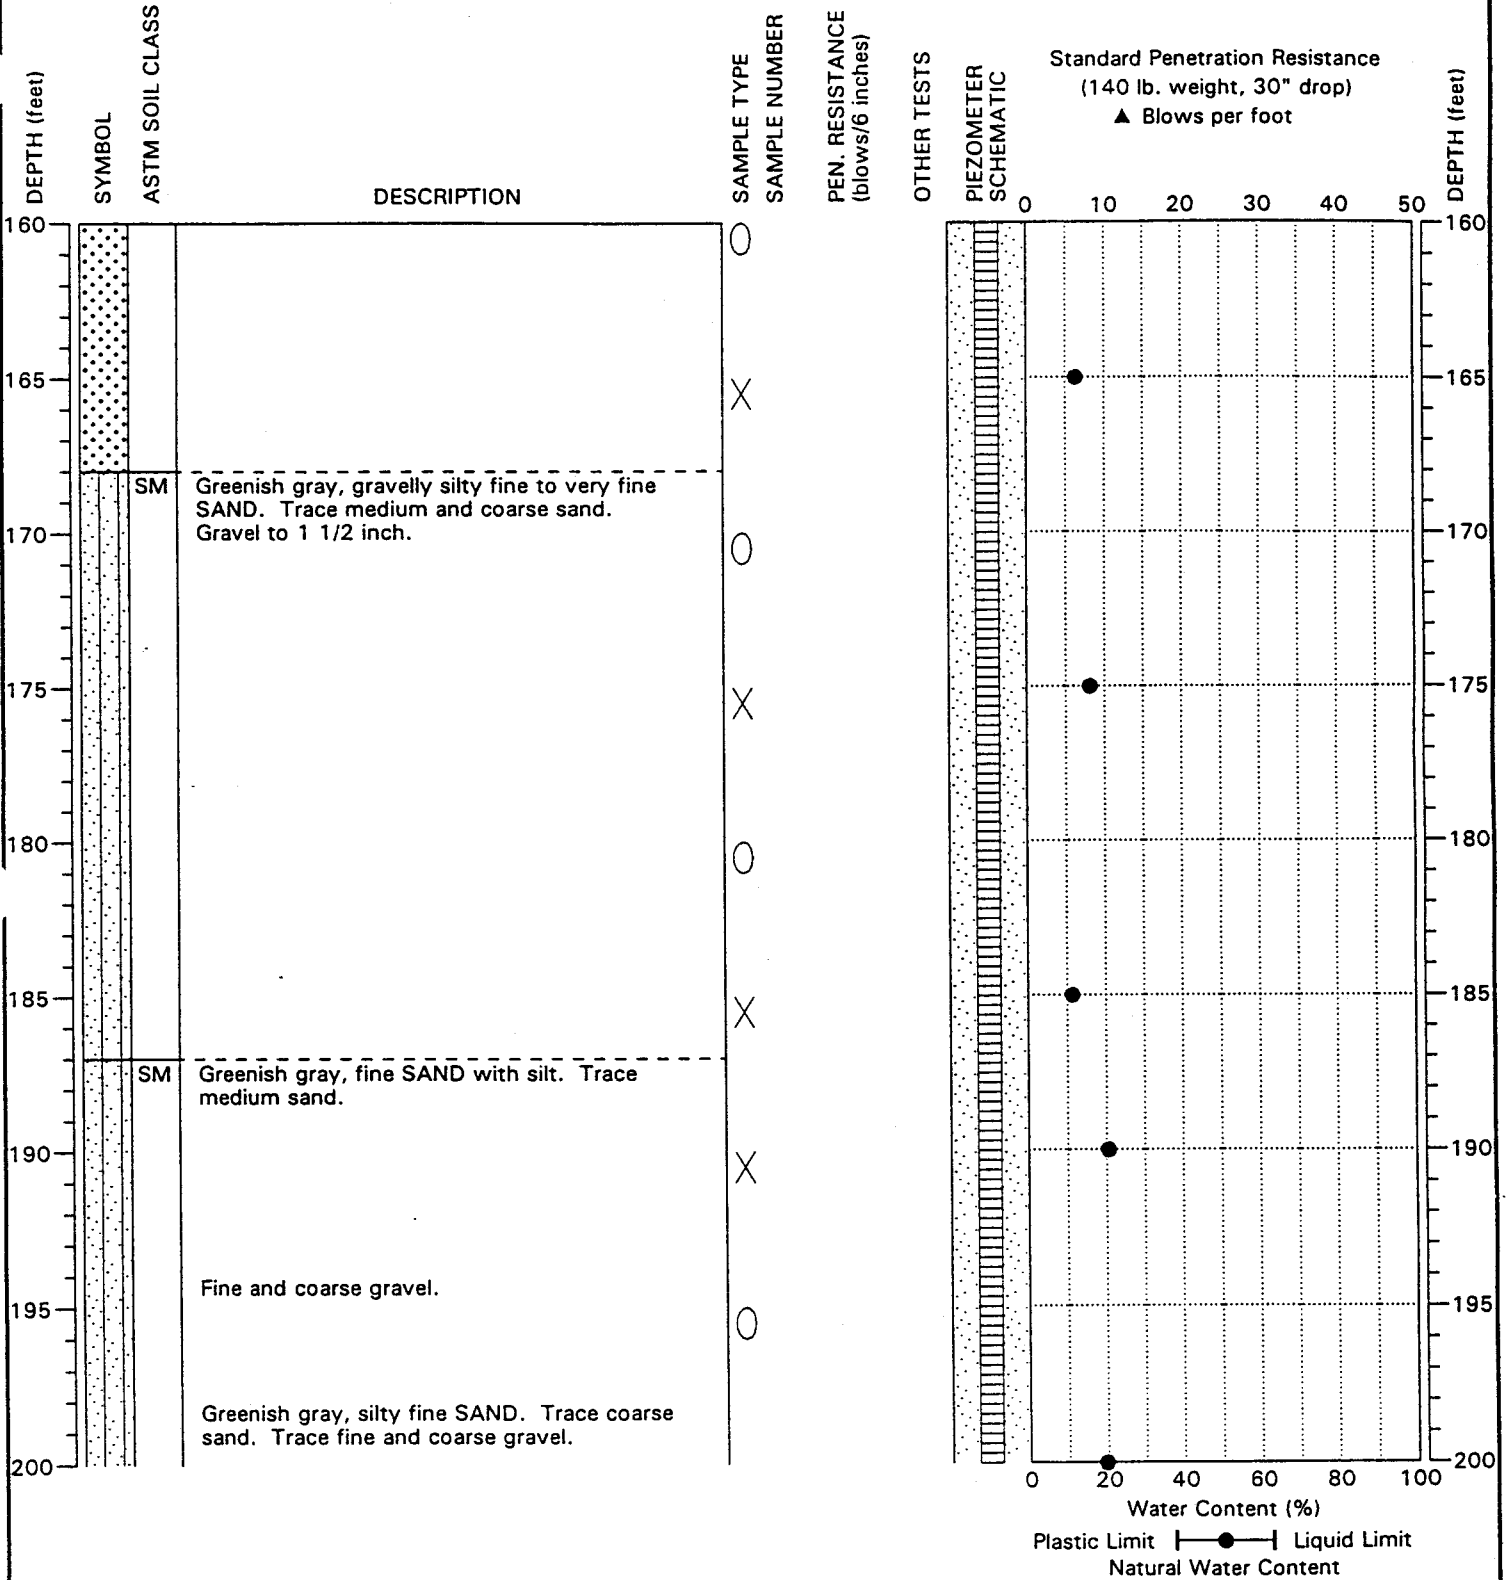 DEPTH (feet)
SYMBOL
ASTM SOIL CLASS
DESCRIPTION
SAMPLE TYPE
SAMPLE NUMBER
PEN. RESISTANCE
(blows/6 inches)
OTHER TESTS
PIEZOMETER
SCHEMATIC
Standard Penetration Resistance
(140 lb. weight, 30" drop)
▲ Blows per foot
DEPTH (feet)
0 10 20 30 40 50
160 160
165 165
SM Greenish gray, gravelly silty fine to very fine
SAND. Trace medium and coarse sand.
Gravel to 1 1/2 inch.
170 170
175 175
180 180
185 185
SM Greenish gray, fine SAND with silt. Trace
medium sand.
190 190
Fine and coarse gravel.
195 195
Greenish gray, silty fine SAND. Trace coarse
sand. Trace fine and coarse gravel.
200 200
0 20 40 60 80 100
Water Content (%)
Plastic Limit Liquid Limit
Natural Water Content